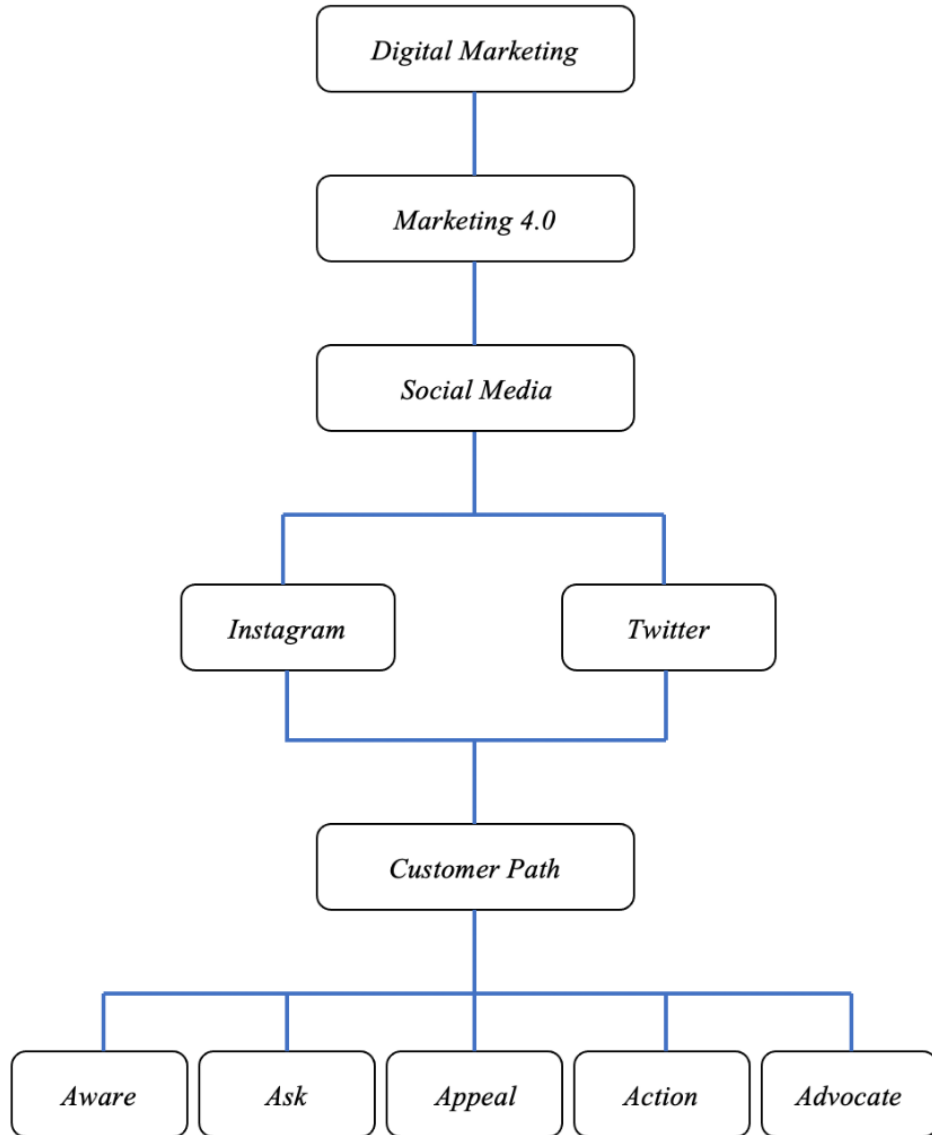 Digital Marketing
Marketing 4.0
Social Media
Instagram
Twitter
Customer Path
Aware
Ask
Appeal
Action
Advocate